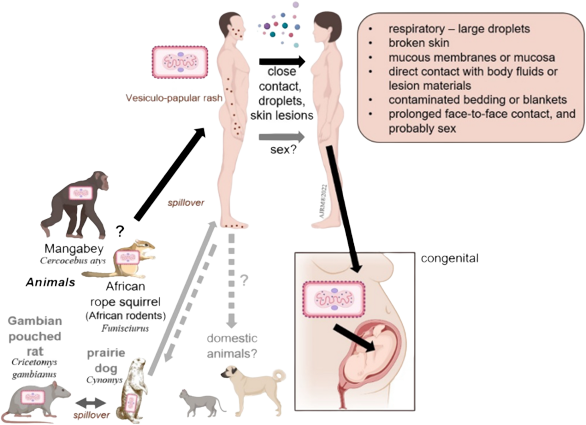 • respiratory – large droplets
• broken skin
• mucous membranes or mucosa
• direct contact with body fluids or
lesion materials
• contaminated bedding or blankets
• prolonged face-to-face contact, and
probably sex
Vesiculo-papular rash
close
contact,
droplets,
skin lesions
sex?
AJRM®2022
spillover
?
Mangabey
Cercocebus atys
Animals
African
rope squirrel
(African rodents)
Funisciurus
congenital
?
domestic
animals?
Gambian
pouched
rat
Cricetomys
gambianus
prairie
dog
Cynomys
spillover